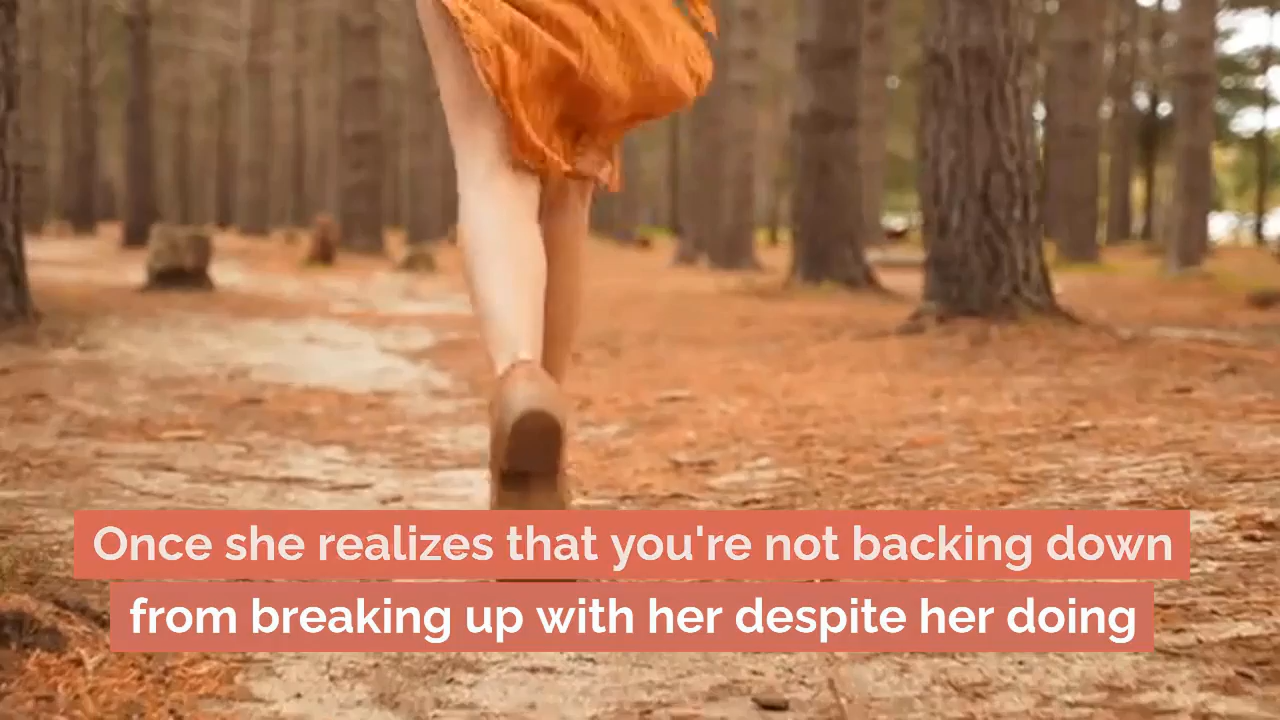 Once she realizes that you're not backing down
from breaking up with her despite her doing